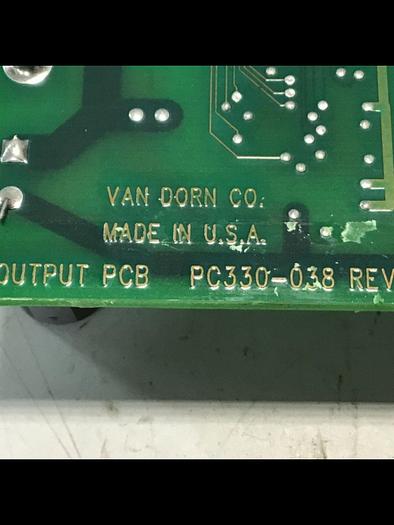 VAN DORN CO.
MADE IN U.S.A.
OUTPUT PCB PC330-038 REV